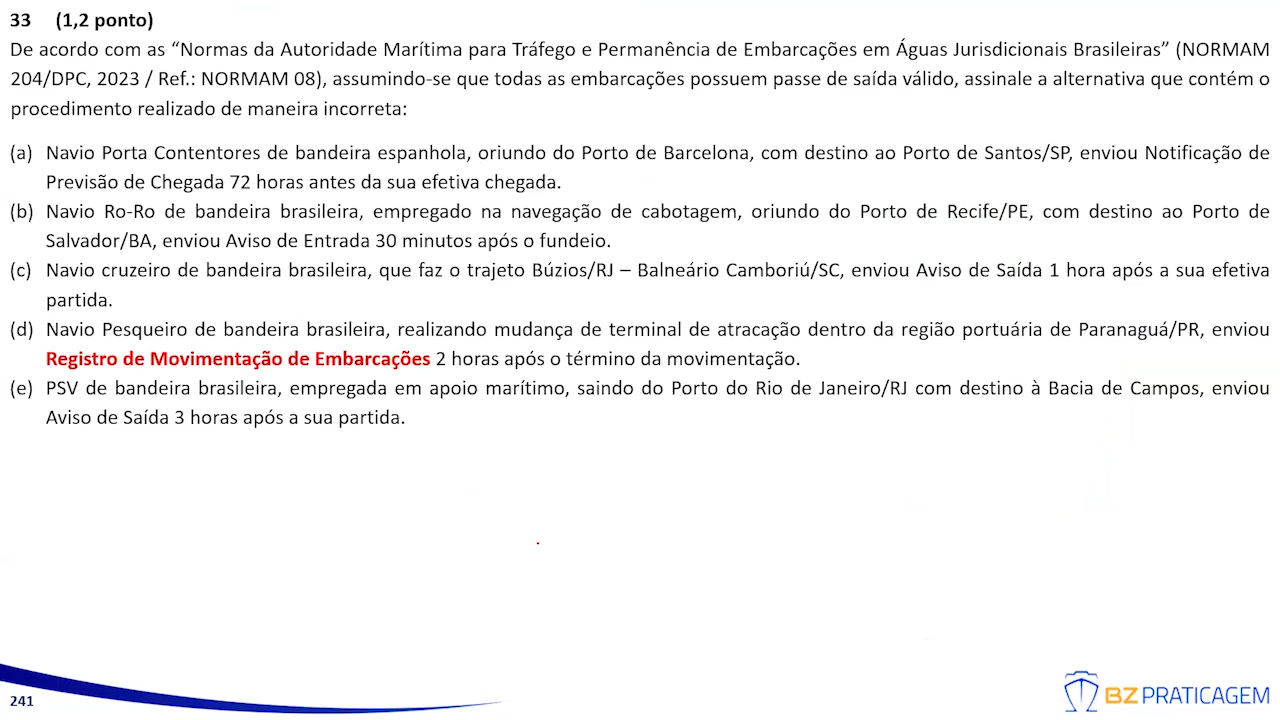 33 (1,2 ponto)
De acordo com as “Normas da Autoridade Marítima para Tráfego e Permanência de Embarcações em Águas Jurisdicionais Brasileiras” (NORMAM
204/DPC, 2023 / Ref.: NORMAM 08), assumindo-se que todas as embarcações possuem passe de saída válido, assinale a alternativa que contém o
procedimento realizado de maneira incorreta:
(a) Navio Porta Contentores de bandeira espanhola, oriundo do Porto de Barcelona, com destino ao Porto de Santos/SP, enviou Notificação de
Previsão de Chegada 72 horas antes da sua efetiva chegada.
(b) Navio Ro-Ro de bandeira brasileira, empregado na navegação de cabotagem, oriundo do Porto de Recife/PE, com destino ao Porto de
Salvador/BA, enviou Aviso de Entrada 30 minutos após o fundeio.
(c) Navio cruzeiro de bandeira brasileira, que faz o trajeto Búzios/RJ – Balneário Camboriú/SC, enviou Aviso de Saída 1 hora após a sua efetiva
partida.
(d) Navio Pesqueiro de bandeira brasileira, realizando mudança de terminal de atracação dentro da região portuária de Paranaguá/PR, enviou
Registro de Movimentação de Embarcações 2 horas após o término da movimentação.
(e) PSV de bandeira brasileira, empregada em apoio marítimo, saindo do Porto do Rio de Janeiro/RJ com destino à Bacia de Campos, enviou
Aviso de Saída 3 horas após a sua partida.
241
BZPRATICAGEM